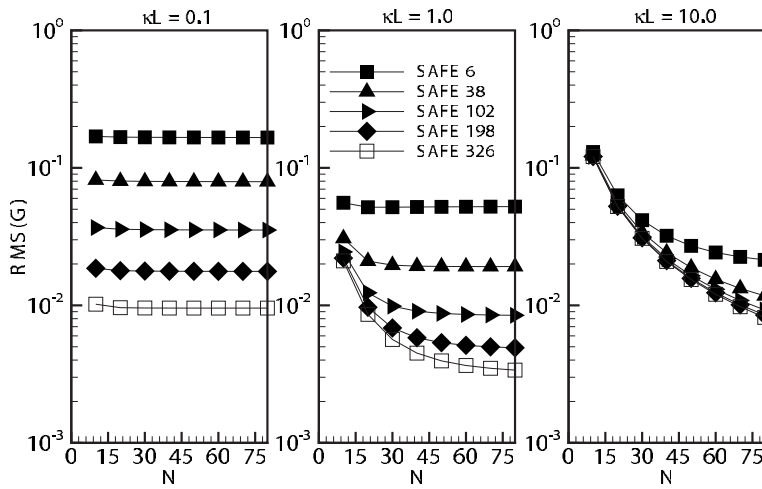 κL = 0.1
κL = 1.0
κL = 10.0
RMS (G)
10⁰
10⁻¹
10⁻²
10⁻³
0 15 30 45 60 75
N
10⁰
10⁻¹
10⁻²
10⁻³
SAFE 6
SAFE 38
SAFE 102
SAFE 198
SAFE 326
0 15 30 45 60 75
N
10⁰
10⁻¹
10⁻²
10⁻³
0 15 30 45 60 75
N